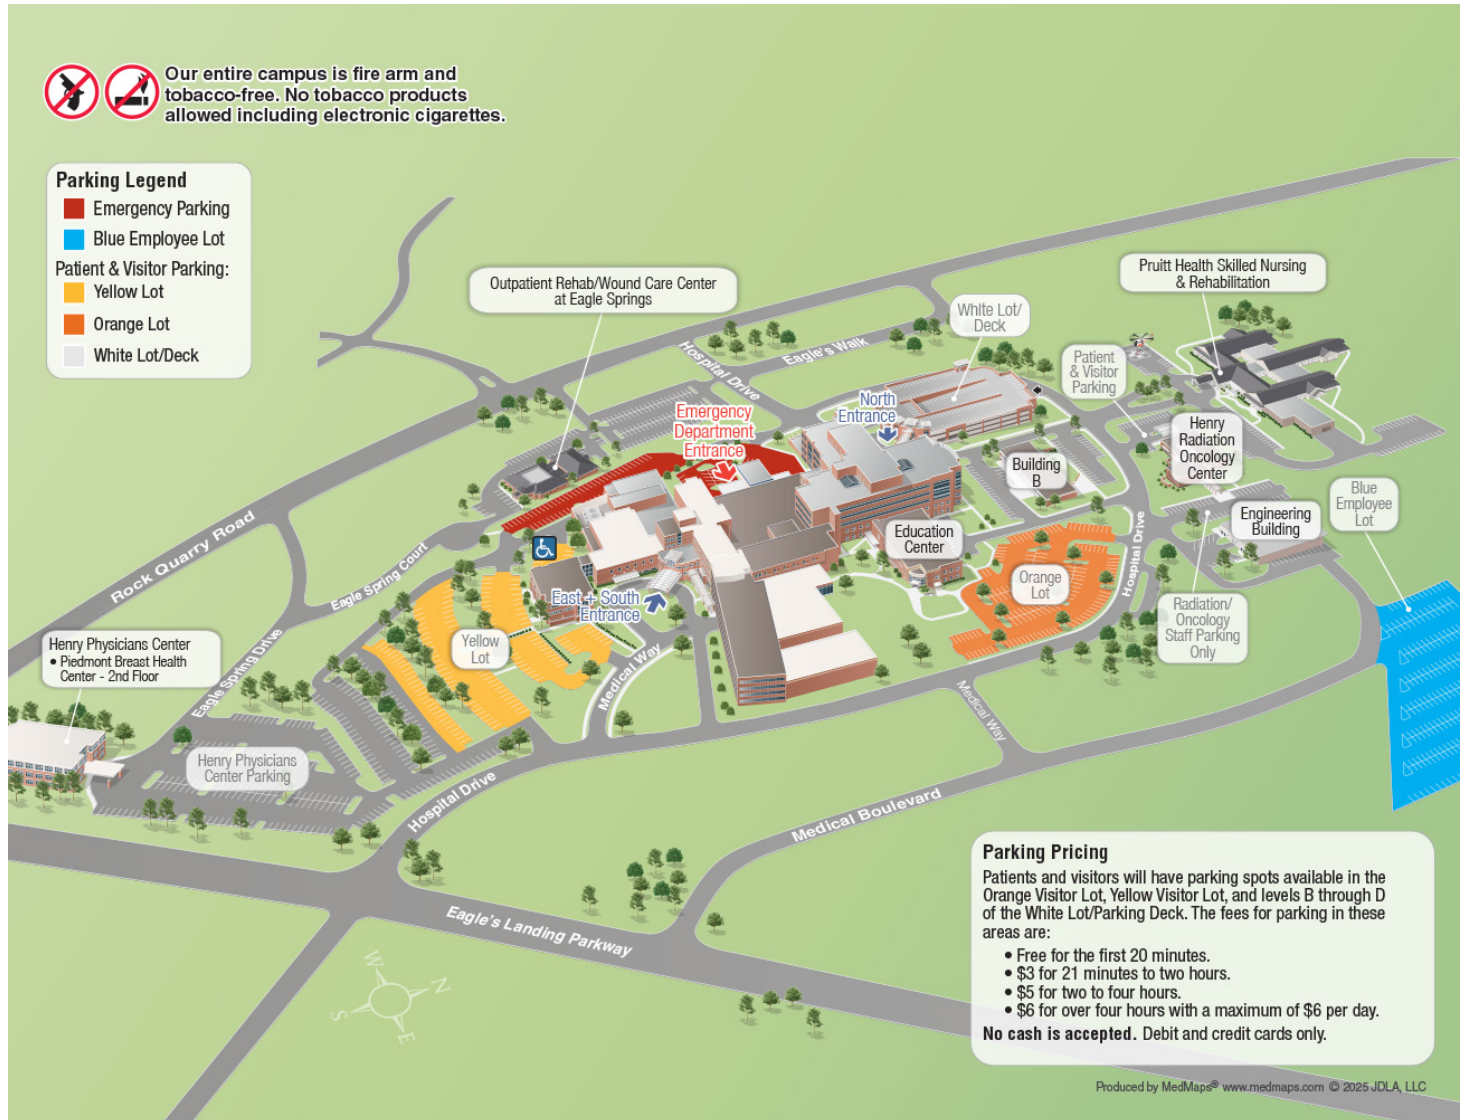 Our entire campus is fire arm and
tobacco-free. No tobacco products
allowed including electronic cigarettes.
Parking Legend
Emergency Parking
Blue Employee Lot
Patient & Visitor Parking:
Yellow Lot
Orange Lot
White Lot/Deck
Outpatient Rehab/Wound Care Center
at Eagle Springs
Pruitt Health Skilled Nursing
& Rehabilitation
White Lot/
Deck
Hospital Drive
Eagle's Walk
Patient
& Visitor
Parking
North
Entrance
Emergency
Department
Entrance
Henry
Radiation
Oncology
Center
Building
B
Blue
Employee
Lot
Engineering
Building
Education
Center
Rock Quarry Road
Eagle Spring Court
Hospital Drive
Orange
Lot
East + South
Entrance
Radiation/
Oncology
Staff Parking
Only
Yellow
Lot
Henry Physicians Center
• Piedmont Breast Health
Center - 2nd Floor
Eagle Spring Drive
Medical Way
Medical Way
Henry Physicians
Center Parking
Hospital Drive
Medical Boulevard
Eagle's Landing Parkway
W
N
S
E
Parking Pricing
Patients and visitors will have parking spots available in the
Orange Visitor Lot, Yellow Visitor Lot, and levels B through D
of the White Lot/Parking Deck. The fees for parking in these
areas are:
• Free for the first 20 minutes.
• $3 for 21 minutes to two hours.
• $5 for two to four hours.
• $6 for over four hours with a maximum of $6 per day.
No cash is accepted. Debit and credit cards only.
Produced by MedMaps® www.medmaps.com © 2025 JDLA, LLC